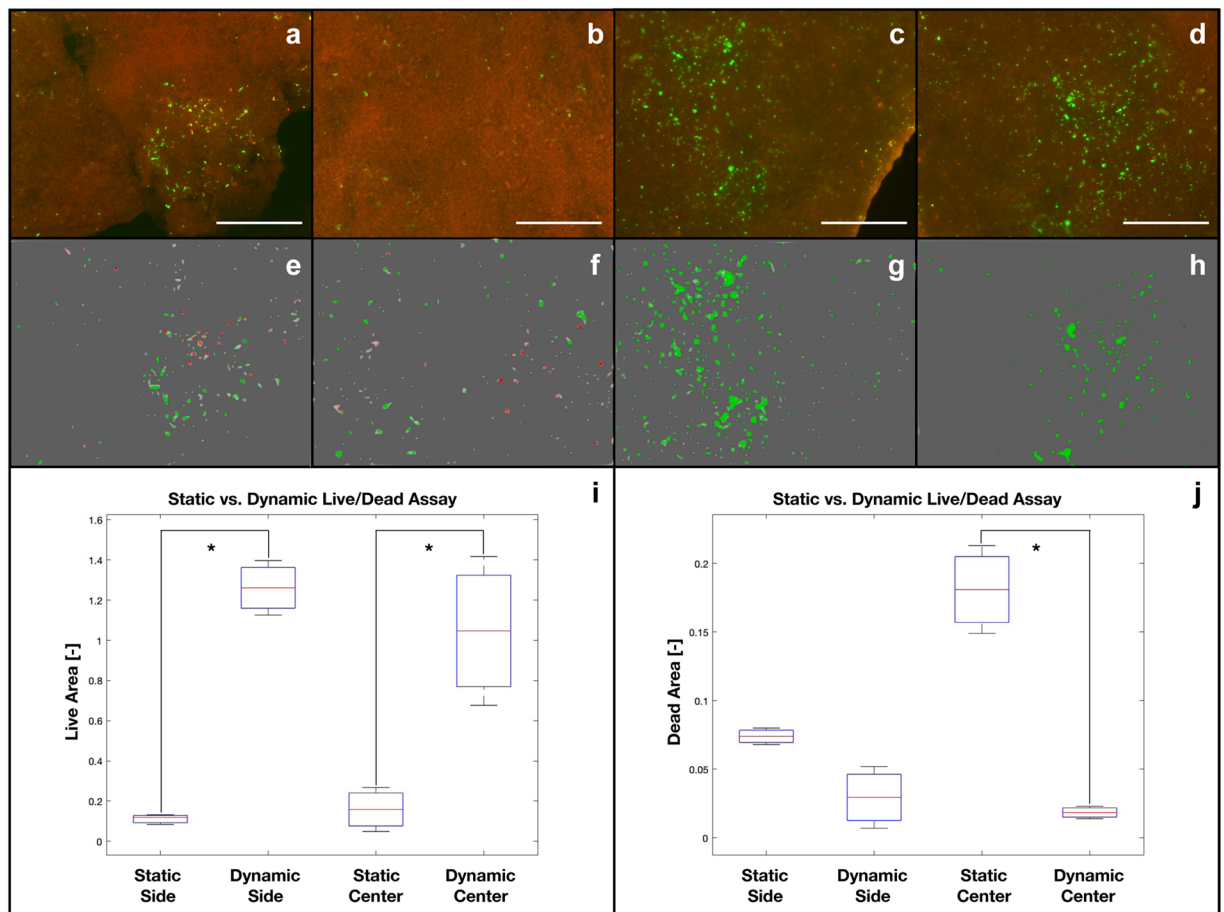 a
b
c
d
e
f
g
h
i
Static vs. Dynamic Live/Dead Assay
Live Area [-]
1.6
1.4
1.2
1
0.8
0.6
0.4
0.2
0
*
*
Static Side
Dynamic Side
Static Center
Dynamic Center
j
Static vs. Dynamic Live/Dead Assay
Dead Area [-]
0.2
0.15
0.1
0.05
0
*
Static Side
Dynamic Side
Static Center
Dynamic Center